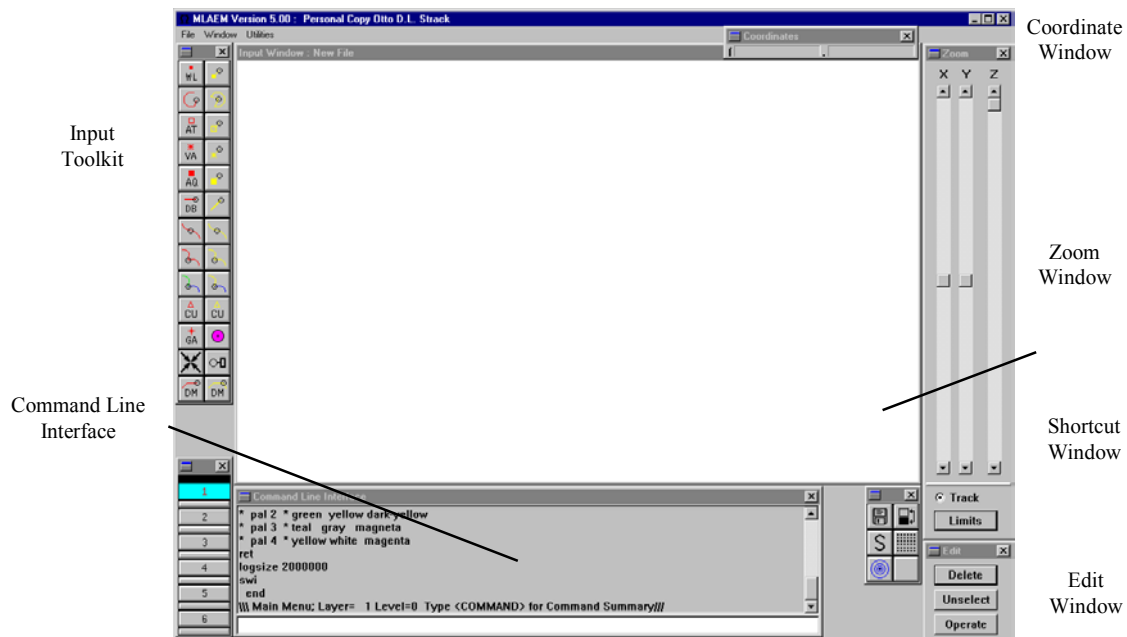 MLAEM Version 5.00 : Personal Copy Otto D.L. Strack
File Window Utilities
Input Window : New File
Coordinates
Coordinate
Window
Zoom
X Y Z
Input
Toolkit
WL
AT
VA
AQ
DB
CU CU
GA
DM DM
Zoom
Window
Command Line
Interface
Shortcut
Window
1
2
3
4
5
6
Command Line Interface
* pal 2 * green yellow dark yellow
* pal 3 * teal gray magneta
* pal 4 * yellow white magenta
ret
logsize 2000000
swi
end
\\\ Main Menu; Layer= 1 Level=0 Type <COMMAND> for Command Summary///
S
Track
Limits
Edit
Delete
Unselect
Operate
Edit
Window